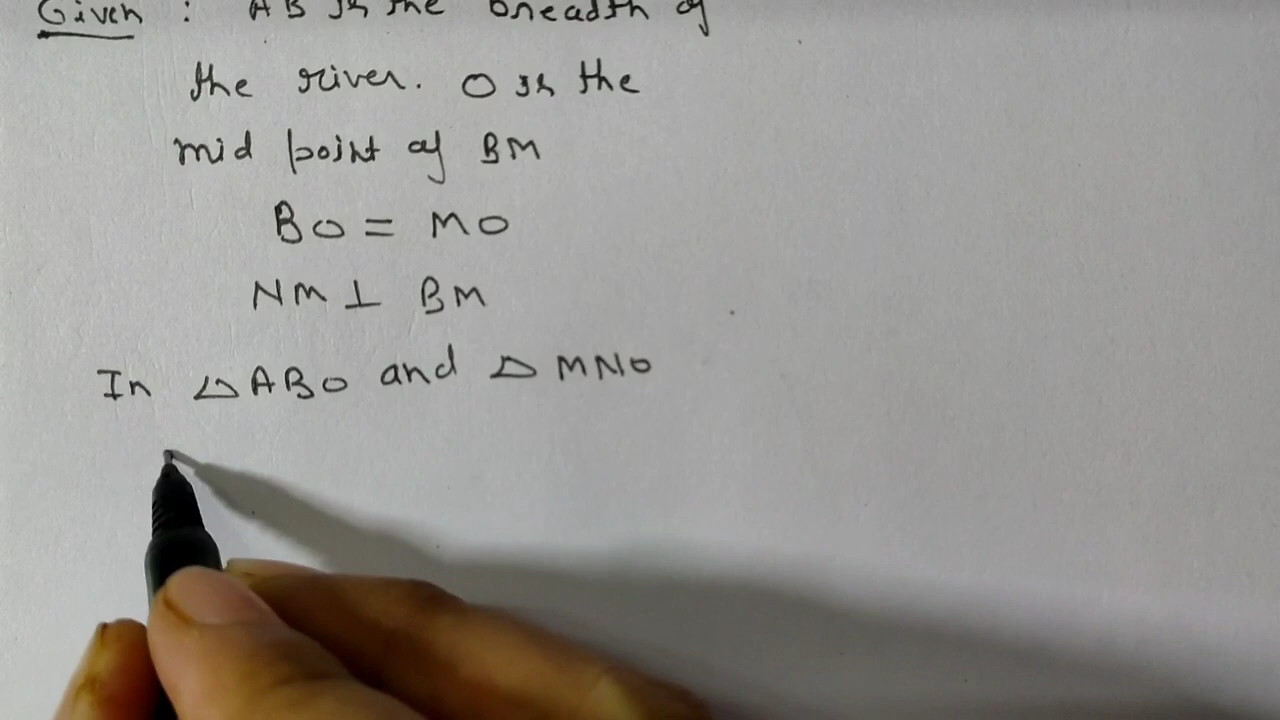 Given : AB is the breadth of
the river. O is the
mid point of BM
BO = MO
NM ⊥ BM
In △ABO and △MNO